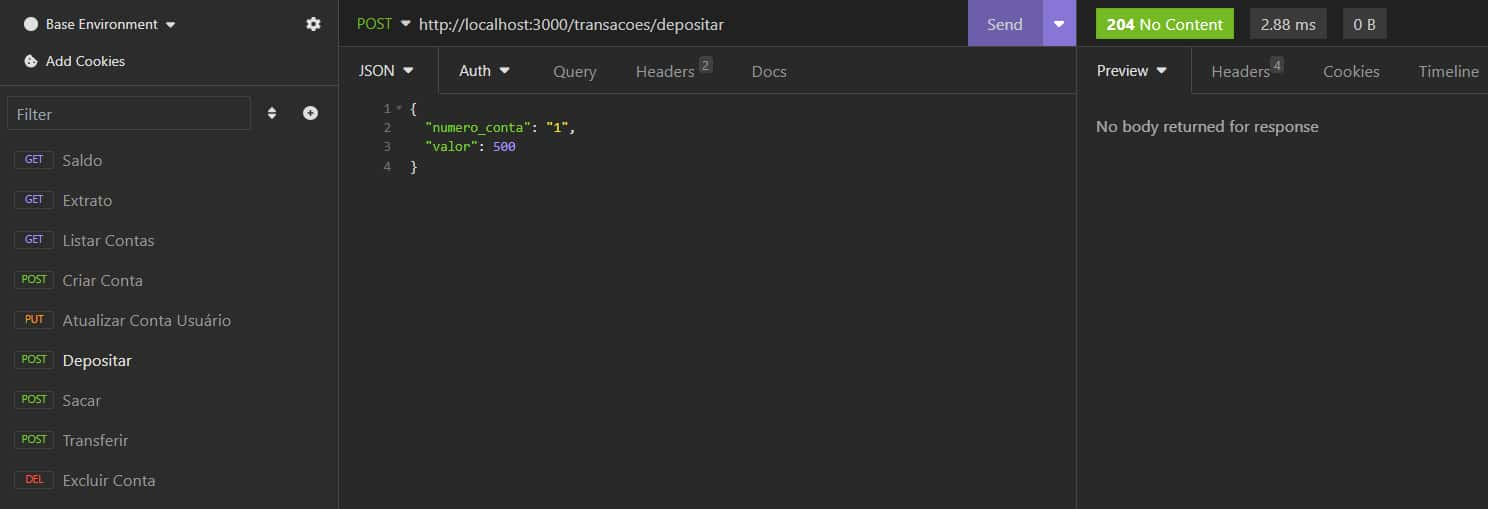 Base Environment
Add Cookies
Filter
GET Saldo
GET Extrato
GET Listar Contas
POST Criar Conta
PUT Atualizar Conta Usuário
POST Depositar
POST Sacar
POST Transferir
DEL Excluir Conta
POST http://localhost:3000/transacoes/depositar Send
JSON Auth Query Headers 2 Docs
1 {
2 "numero_conta": "1",
3 "valor": 500
4 }
204 No Content 2.88 ms 0 B
Preview Headers 4 Cookies Timeline
No body returned for response